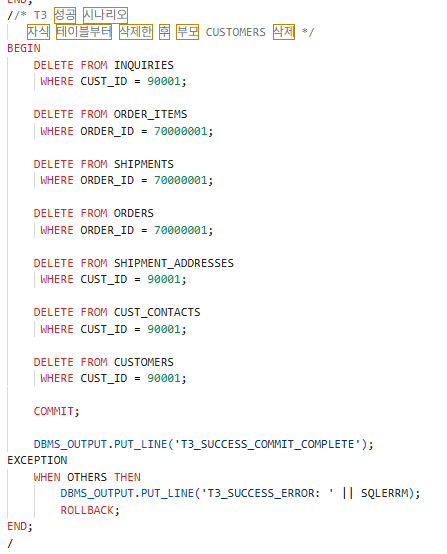 END;
//* T3 성공 시나리오
자식 테이블부터 삭제한 후 부모 CUSTOMERS 삭제 */
BEGIN
DELETE FROM INQUIRIES
WHERE CUST_ID = 90001;
DELETE FROM ORDER_ITEMS
WHERE ORDER_ID = 70000001;
DELETE FROM SHIPMENTS
WHERE ORDER_ID = 70000001;
DELETE FROM ORDERS
WHERE ORDER_ID = 70000001;
DELETE FROM SHIPMENT_ADDRESSES
WHERE CUST_ID = 90001;
DELETE FROM CUST_CONTACTS
WHERE CUST_ID = 90001;
DELETE FROM CUSTOMERS
WHERE CUST_ID = 90001;
COMMIT;
DBMS_OUTPUT.PUT_LINE('T3_SUCCESS_COMMIT_COMPLETE');
EXCEPTION
WHEN OTHERS THEN
DBMS_OUTPUT.PUT_LINE('T3_SUCCESS_ERROR: ' || SQLERRM);
ROLLBACK;
END;
/